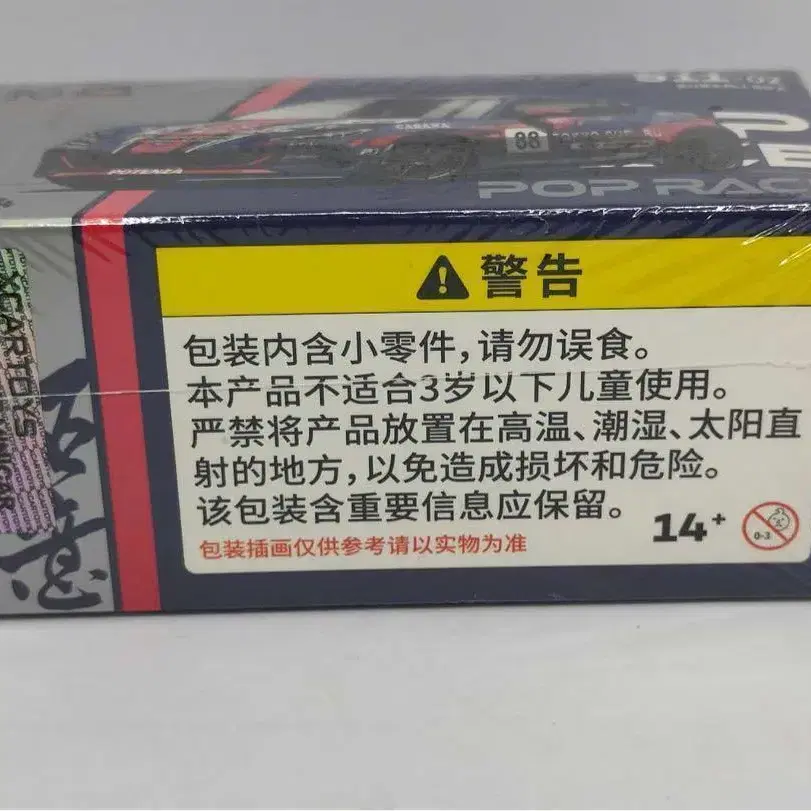 CABANA
88
POTENZA
POP RAC
警告
包装内含小零件，请勿误食。
本产品不适合3岁以下儿童使用。
严禁将产品放置在高温、潮湿、太阳直
射的地方，以免造成损坏和危险。
该包装含重要信息应保留。
14+
0-3
包装插画仅供参考请以实物为准
XCARTOYS